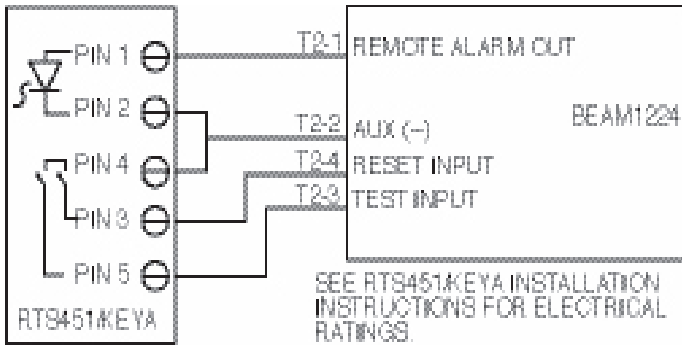 PIN 1
PIN 2
PIN 4
PIN 3
PIN 5
RTS451/KEYA
T2-1
T2-2
T2-4
T2-3
REMOTE ALARM OUT
BEAM1224
AUX (-)
RESET INPUT
TEST INPUT
SEE RTS451/KEYA INSTALLATION
INSTRUCTIONS FOR ELECTRICAL
RATINGS.